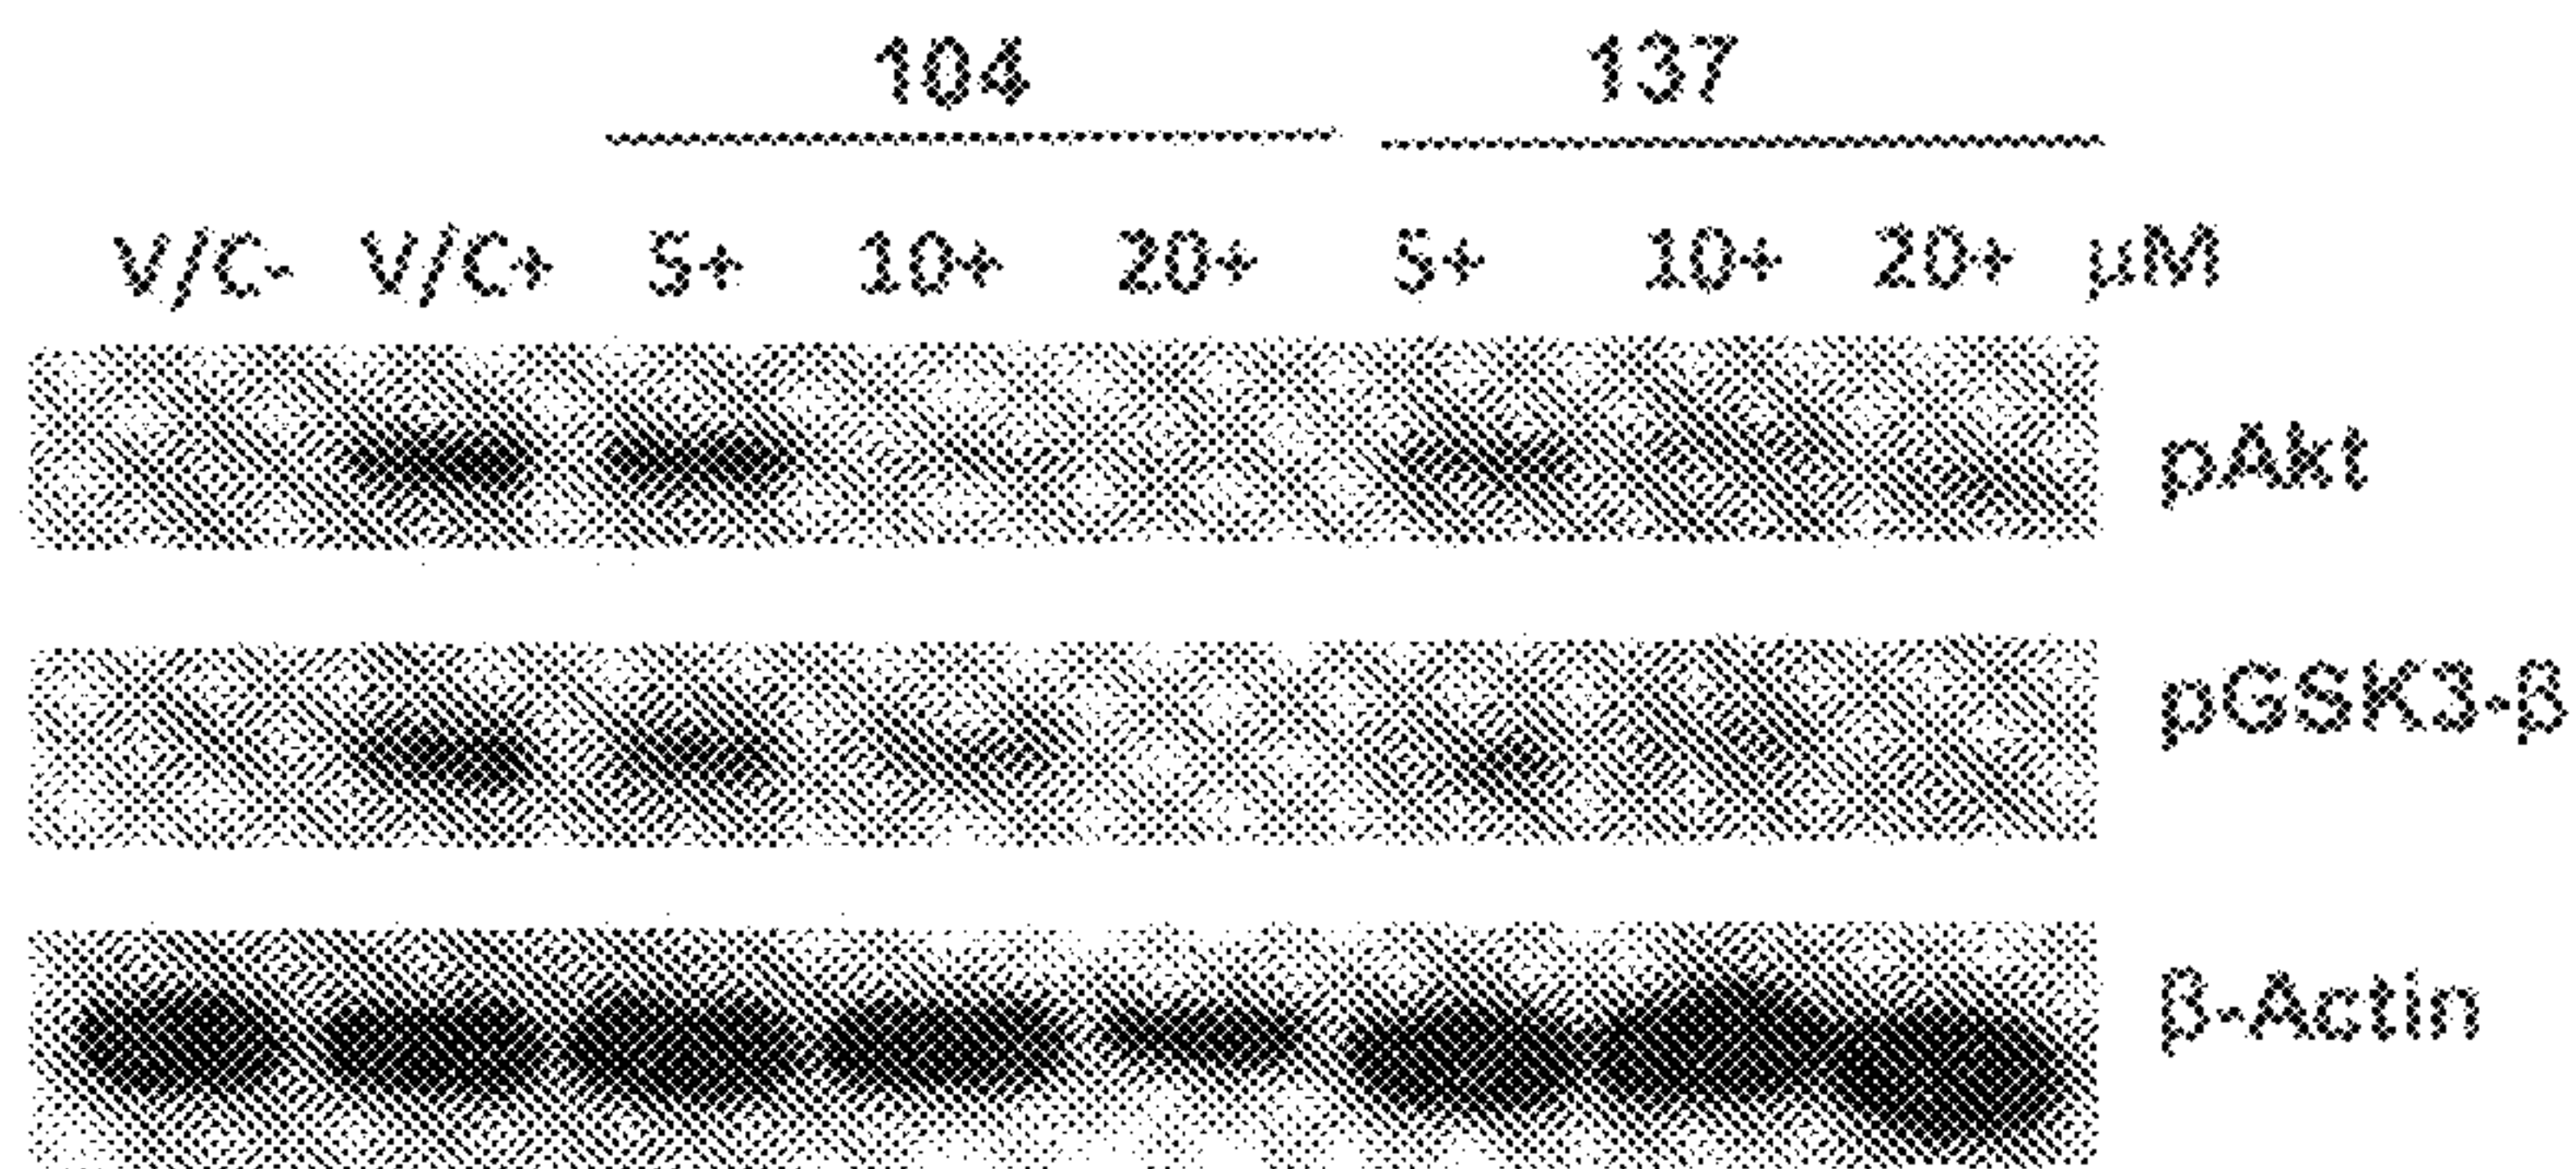 104 137
V/C- V/C+ 5+ 10+ 20+ 5+ 10+ 20+ μM
pAkt
pGSK3-β
β-Actin